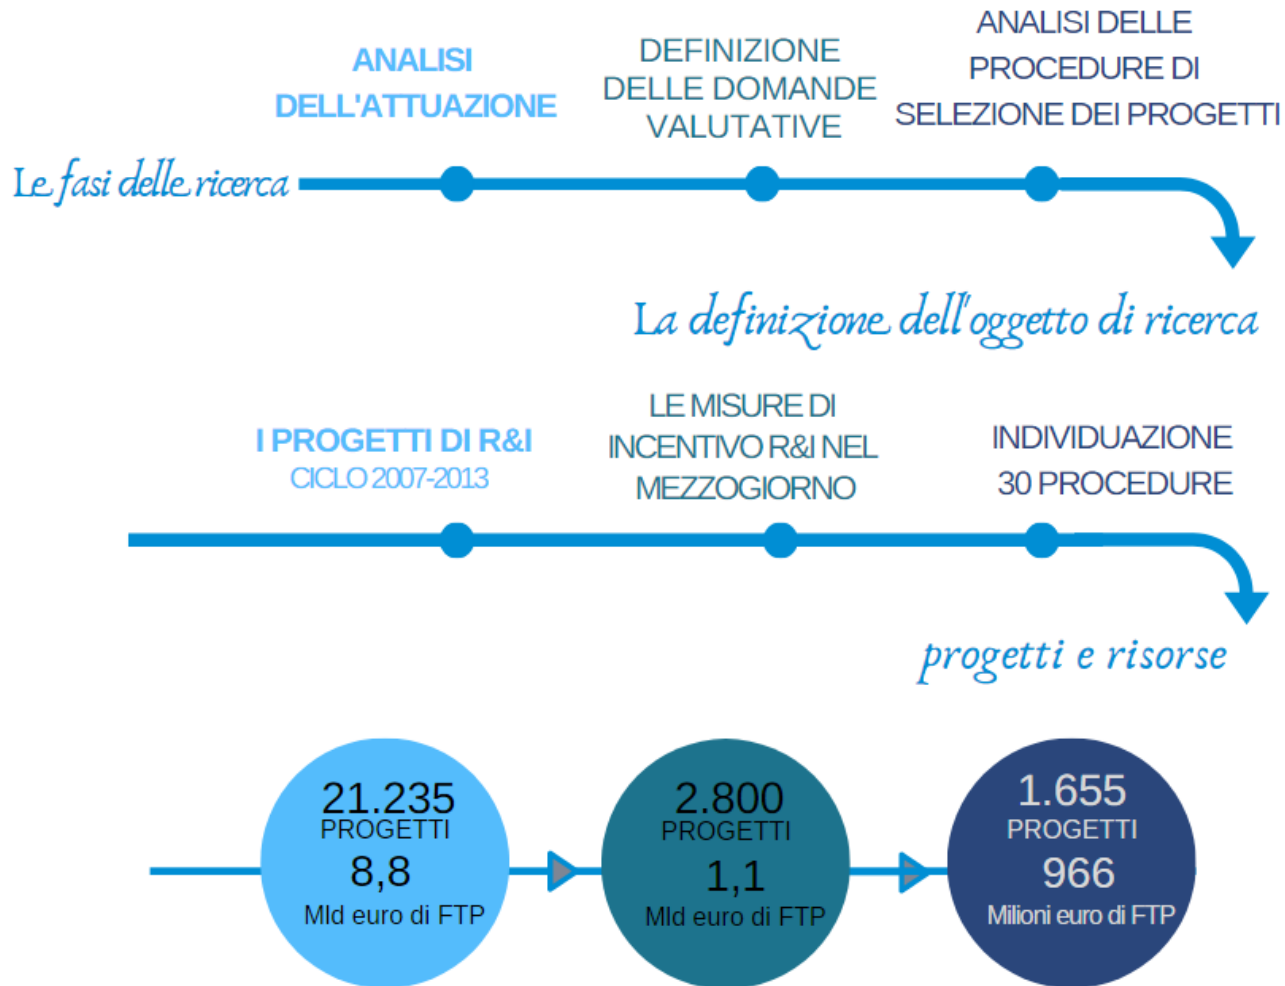 ANALISI
DELL'ATTUAZIONE
DEFINIZIONE
DELLE DOMANDE
VALUTATIVE
ANALISI DELLE
PROCEDURE DI
SELEZIONE DEI PROGETTI
Le fasi delle ricerca
La definizione dell'oggetto di ricerca
I PROGETTI DI R&I
CICLO 2007-2013
LE MISURE DI
INCENTIVO R&I NEL
MEZZOGIORNO
INDIVIDUAZIONE
30 PROCEDURE
progetti e risorse
21.235
PROGETTI
8,8
Mld euro di FTP
2.800
PROGETTI
1,1
Mld euro di FTP
1.655
PROGETTI
966
Milioni euro di FTP